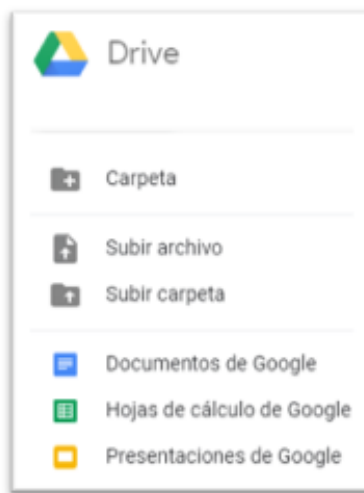 Drive
Carpeta
Subir archivo
Subir carpeta
Documentos de Google
Hojas de cálculo de Google
Presentaciones de Google